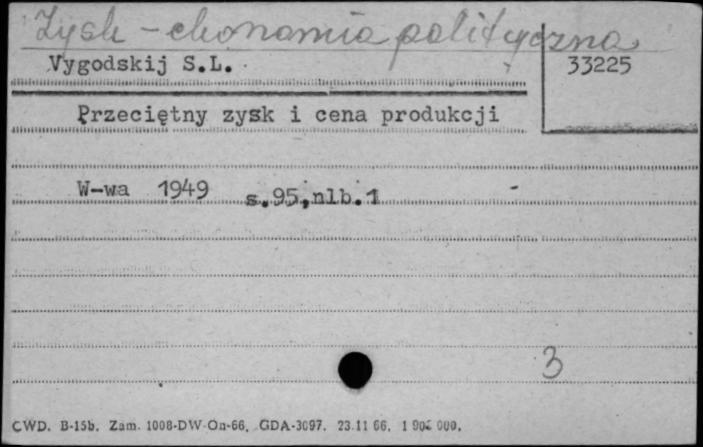 Zysk - ekonomia polityczna
Vygodskij S.L.
33225
Przeciętny zysk i cena produkcji
W-wa 1949 s.95,nlb.1
3
CWD. B-15b. Zam. 1008-DW-On-66. GDA-3097. 23.11 66. 1 90 000.